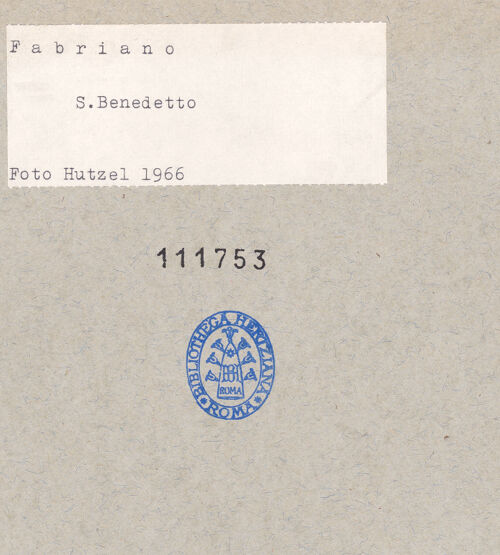 Fabriano
S.Benedetto
Foto Hutzel 1966
111753
BIBLIOTHECA HERTZIANA
ROMA
ROMA